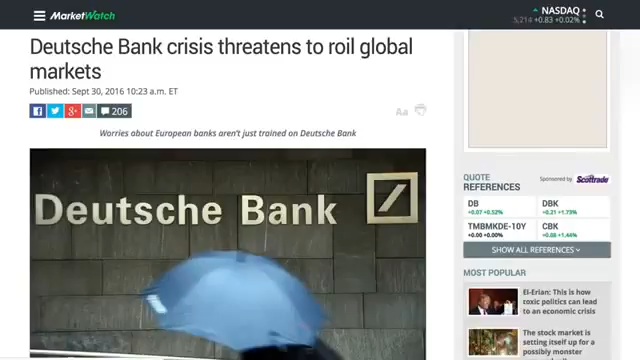 MarketWatch
NASDAQ
5,214 +0.83 +0.02%
Deutsche Bank crisis threatens to roil global
markets
Published: Sept 30, 2016 10:23 a.m. ET
206
Aa
Worries about European banks aren't just trained on Deutsche Bank
Deutsche Bank
QUOTE
REFERENCES
Sponsored by Scottrade
DB
+0.07 +0.52%
DBK
+0.21 +1.73%
TMBMKDE-10Y
+0.00 +0.00%
CBK
+0.08 +1.44%
SHOW ALL REFERENCES
MOST POPULAR
El-Erian: This is how
toxic politics can lead
to an economic crisis
The stock market is
setting itself up for a
possibly monster